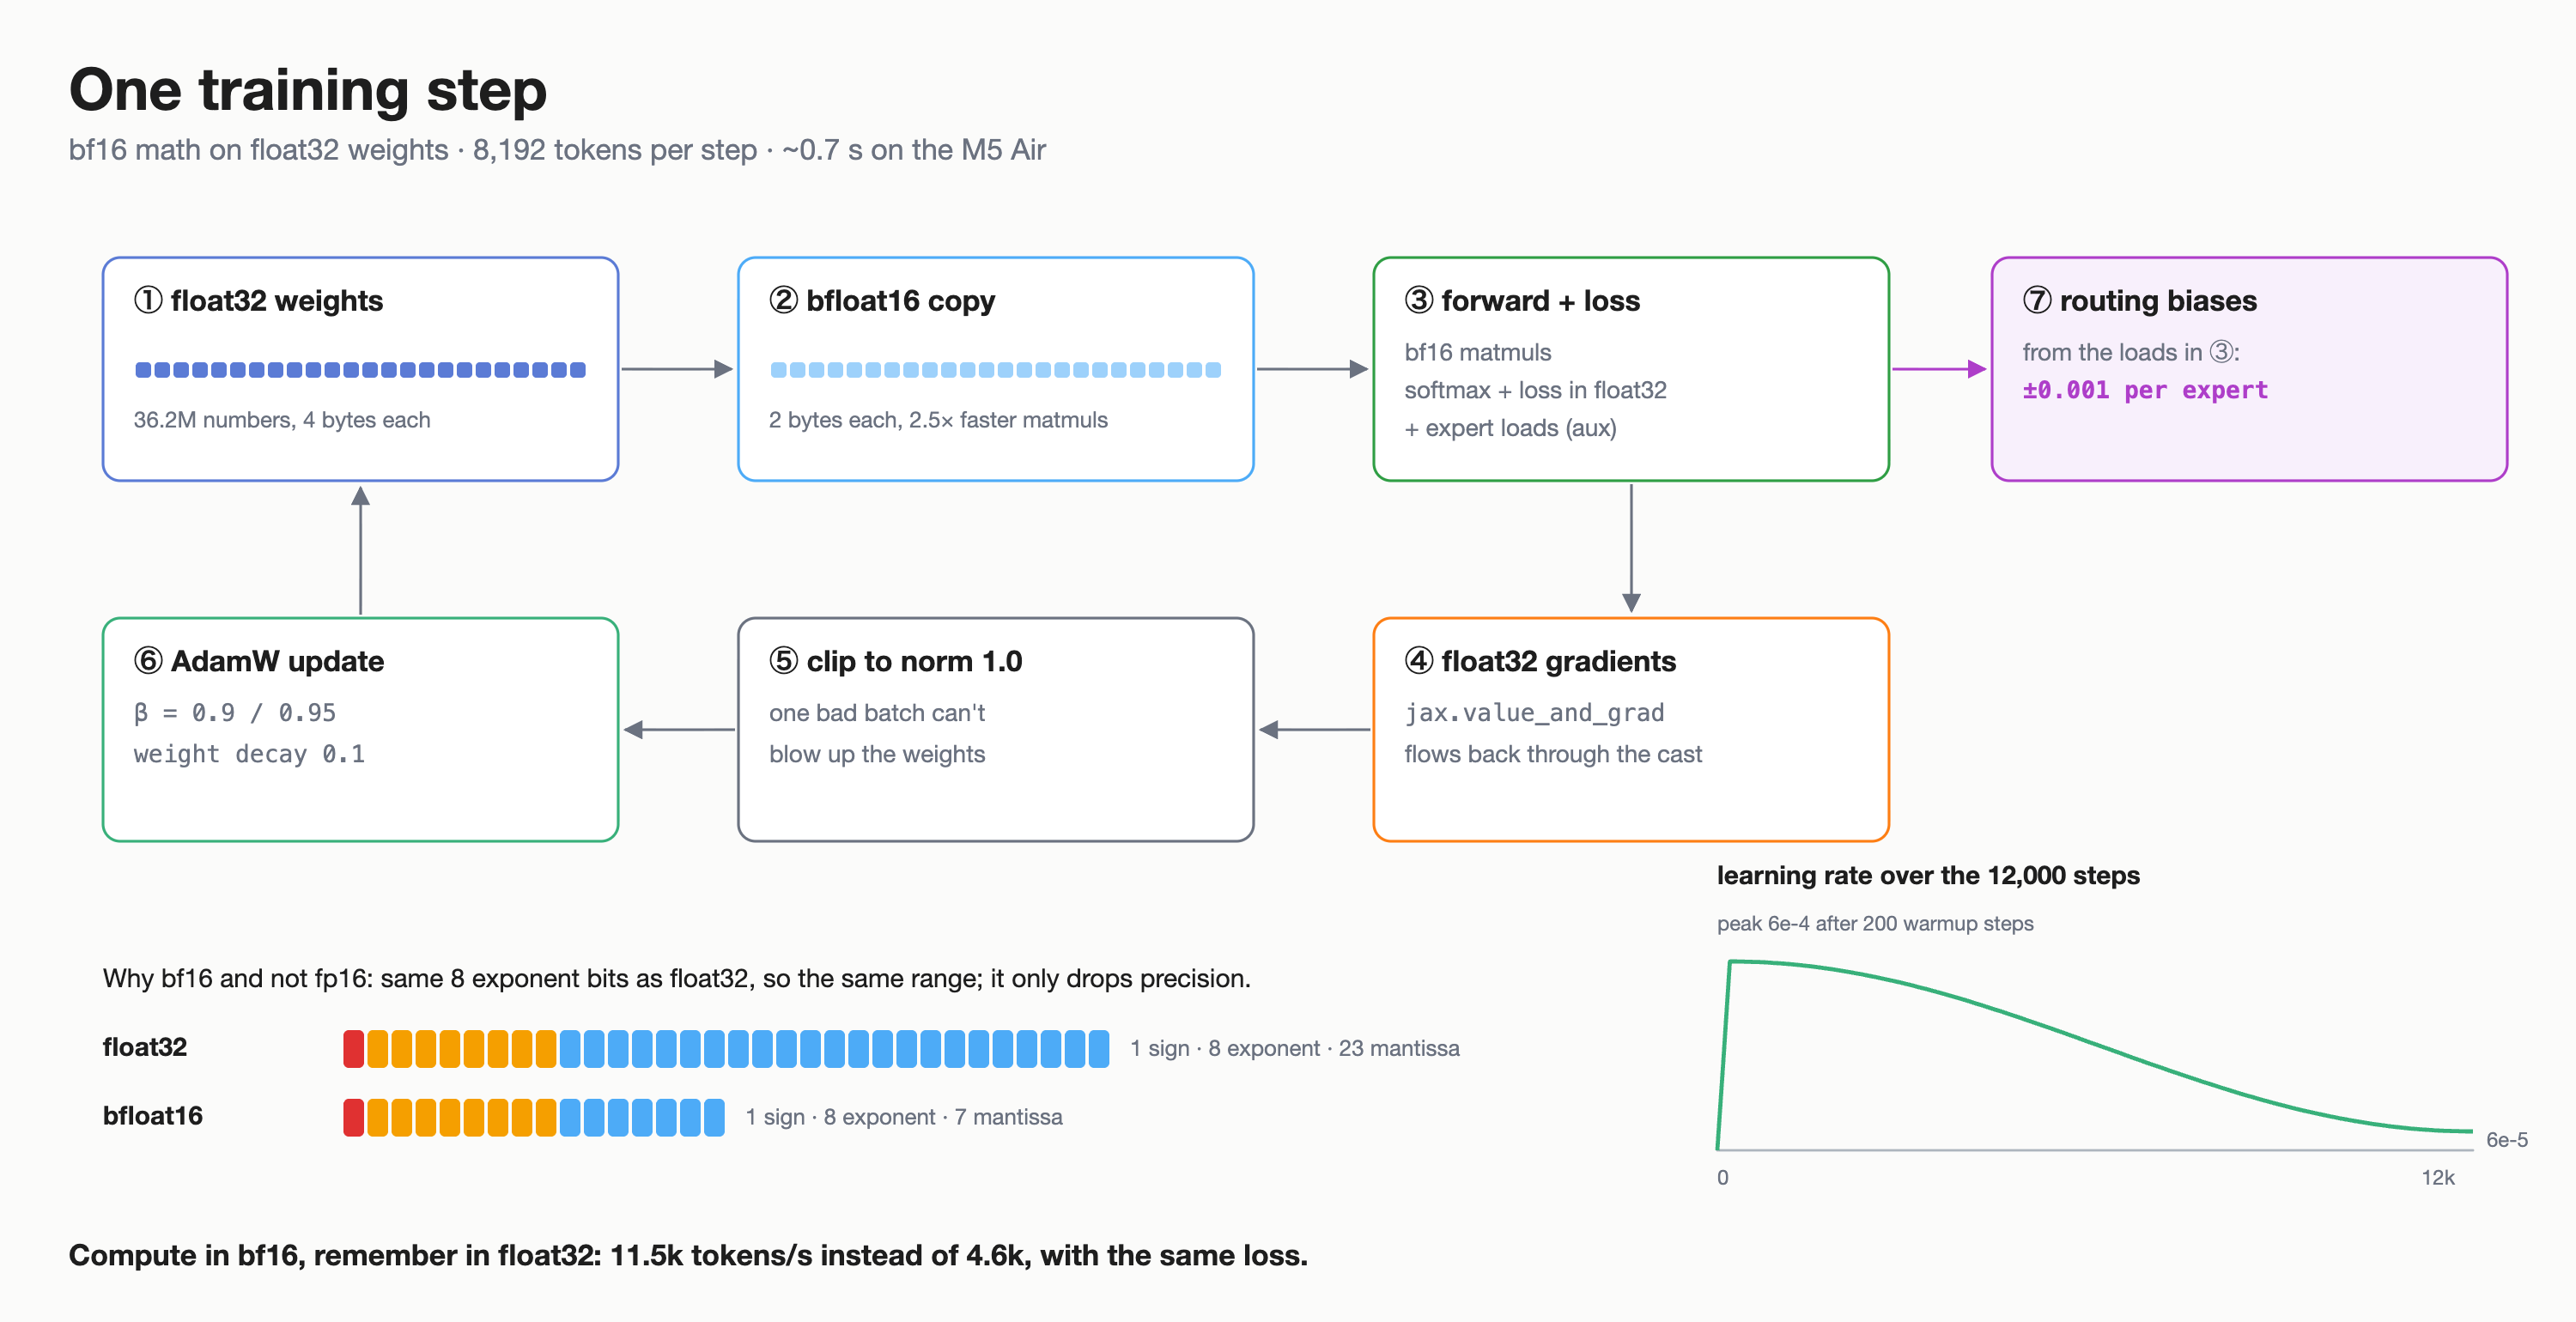 One training step
bf16 math on float32 weights · 8,192 tokens per step · ~0.7 s on the M5 Air
① float32 weights
36.2M numbers, 4 bytes each
② bfloat16 copy
2 bytes each, 2.5× faster matmuls
③ forward + loss
bf16 matmuls
softmax + loss in float32
+ expert loads (aux)
⑦ routing biases
from the loads in ③:
±0.001 per expert
⑥ AdamW update
β = 0.9 / 0.95
weight decay 0.1
⑤ clip to norm 1.0
one bad batch can't
blow up the weights
④ float32 gradients
jax.value_and_grad
flows back through the cast
learning rate over the 12,000 steps
peak 6e-4 after 200 warmup steps
6e-5
0
12k
Why bf16 and not fp16: same 8 exponent bits as float32, so the same range; it only drops precision.
float32
1 sign · 8 exponent · 23 mantissa
bfloat16
1 sign · 8 exponent · 7 mantissa
Compute in bf16, remember in float32: 11.5k tokens/s instead of 4.6k, with the same loss.